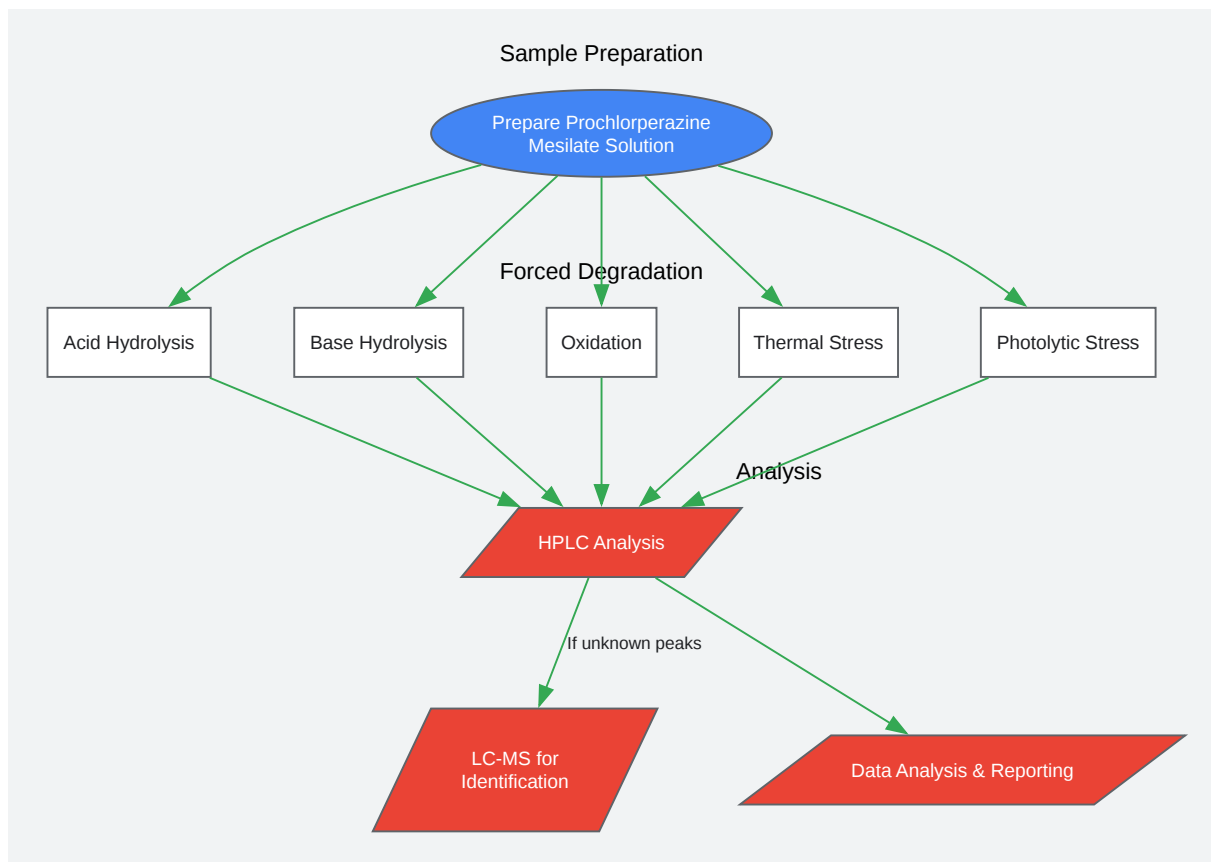 Sample Preparation
Prepare Prochlorperazine
Mesilate Solution
Forced Degradation
Acid Hydrolysis
Base Hydrolysis
Oxidation
Thermal Stress
Photolytic Stress
Analysis
HPLC Analysis
If unknown peaks
LC-MS for
Identification
Data Analysis & Reporting